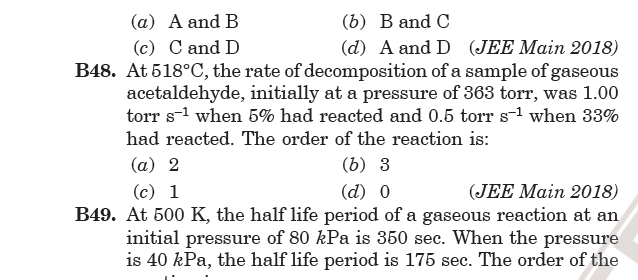 (a) A and B (b) B and C
(c) C and D (d) A and D (JEE Main 2018)
B48. At 518°C, the rate of decomposition of a sample of gaseous
acetaldehyde, initially at a pressure of 363 torr, was 1.00
torr s⁻¹ when 5% had reacted and 0.5 torr s⁻¹ when 33%
had reacted. The order of the reaction is:
(a) 2 (b) 3
(c) 1 (d) 0 (JEE Main 2018)
B49. At 500 K, the half life period of a gaseous reaction at an
initial pressure of 80 kPa is 350 sec. When the pressure
is 40 kPa, the half life period is 175 sec. The order of the